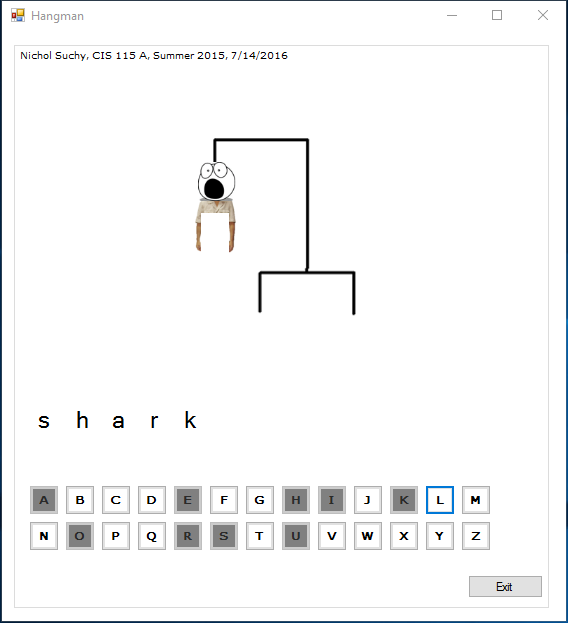 Hangman
Nichol Suchy, CIS 115 A, Summer 2015, 7/14/2016
s h a r k
A B C D E F G H I J K L M
N O P Q R S T U V W X Y Z
Exit